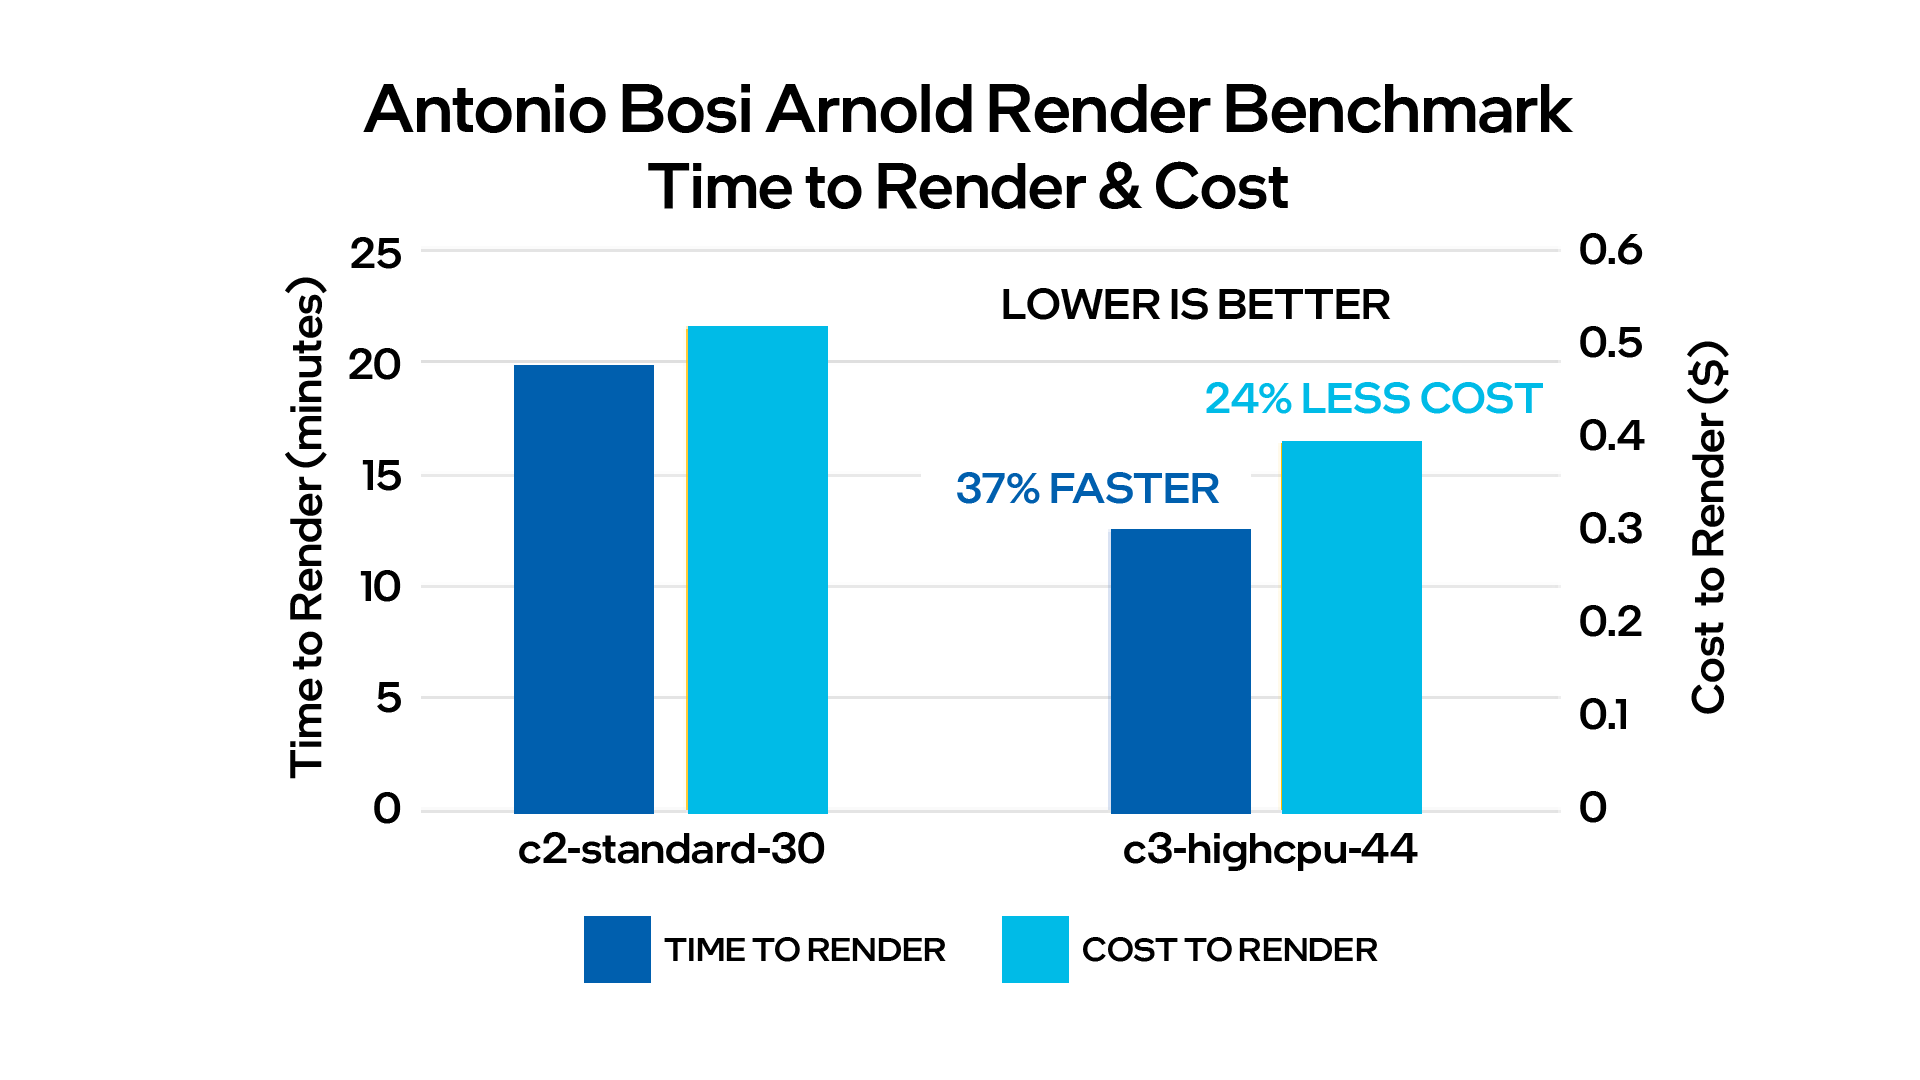 Antonio Bosi Arnold Render Benchmark
Time to Render & Cost
Time to Render (minutes)
25
20
15
10
5
0
LOWER IS BETTER
24% LESS COST
37% FASTER
0.6
0.5
0.4
0.3
0.2
0.1
0
Cost to Render ($)
c2-standard-30
c3-highcpu-44
TIME TO RENDER
COST TO RENDER